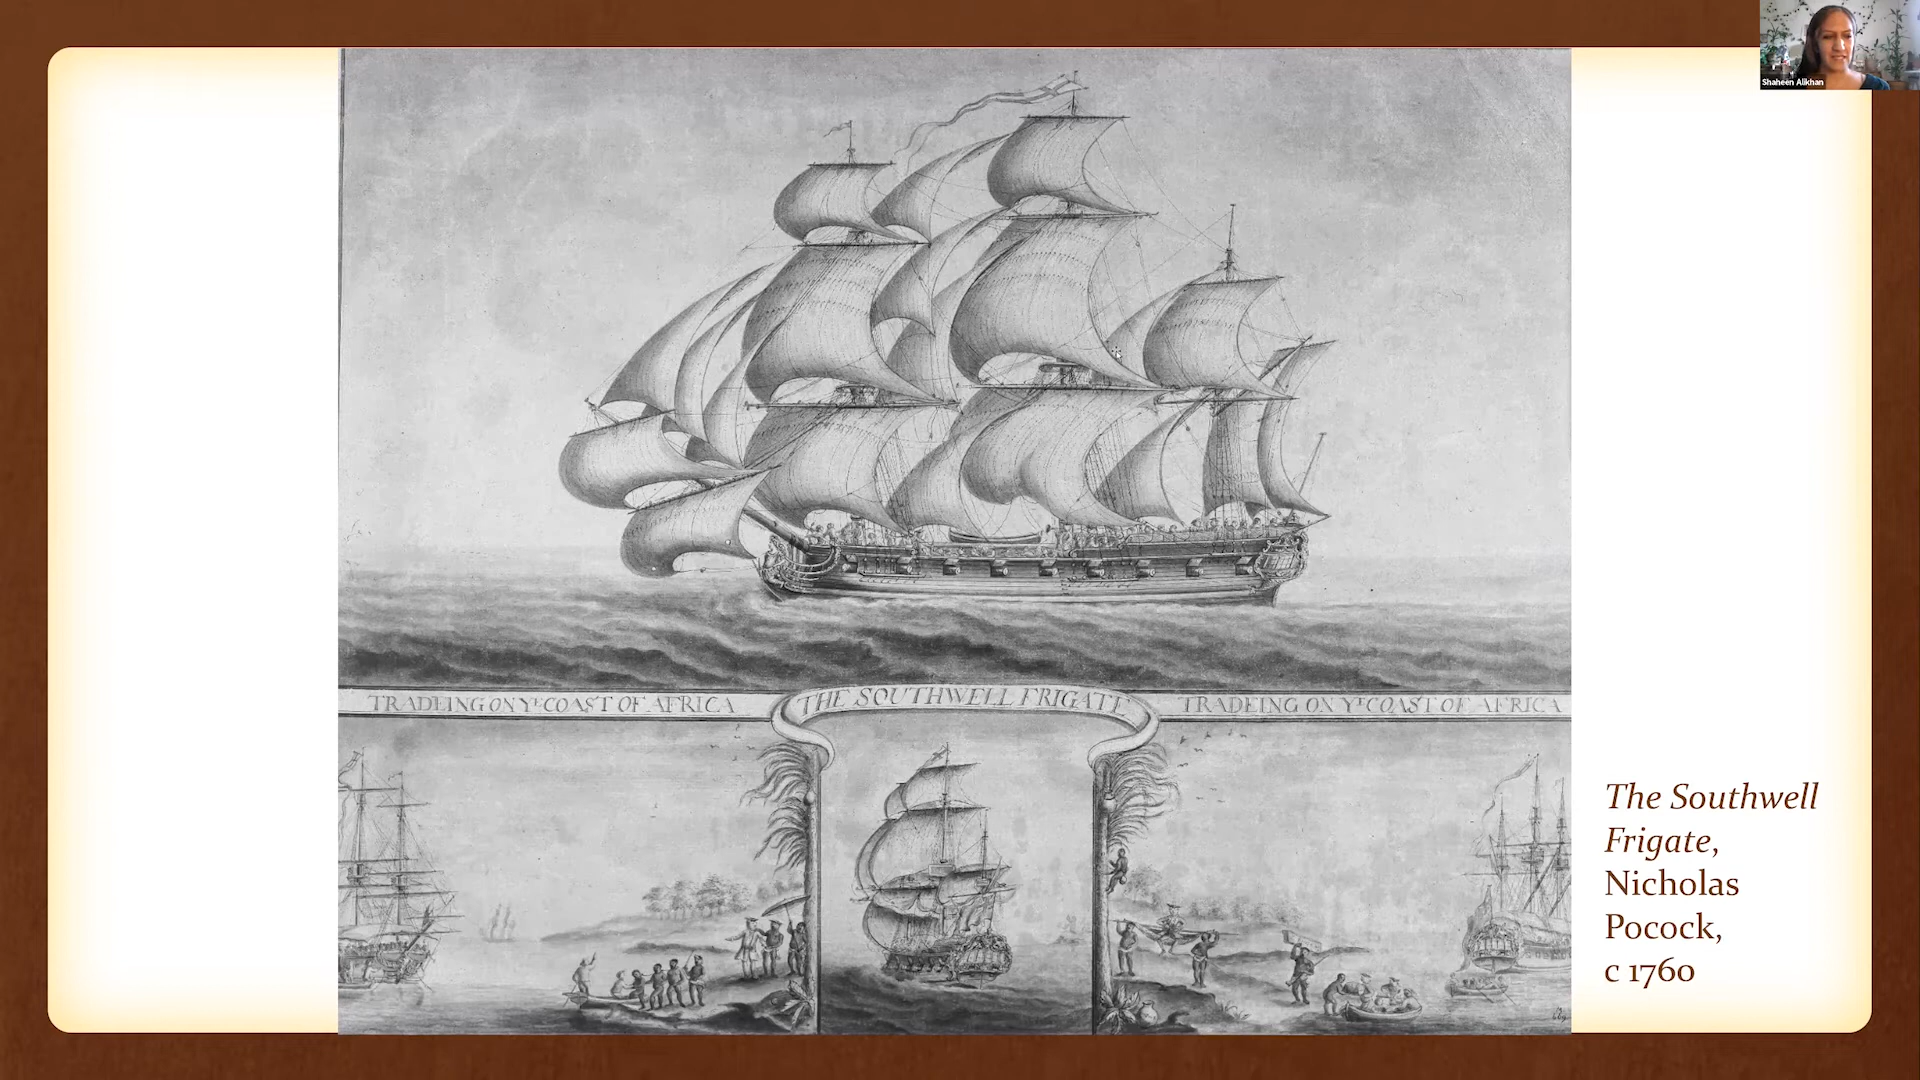 Shaheen Alikhan
TRADEING ON Yᴱ COAST OF AFRICA
THE SOUTHWELL FRIGATE
TRADEING ON Yᴱ COAST OF AFRICA
The Southwell
Frigate,
Nicholas
Pocock,
c 1760